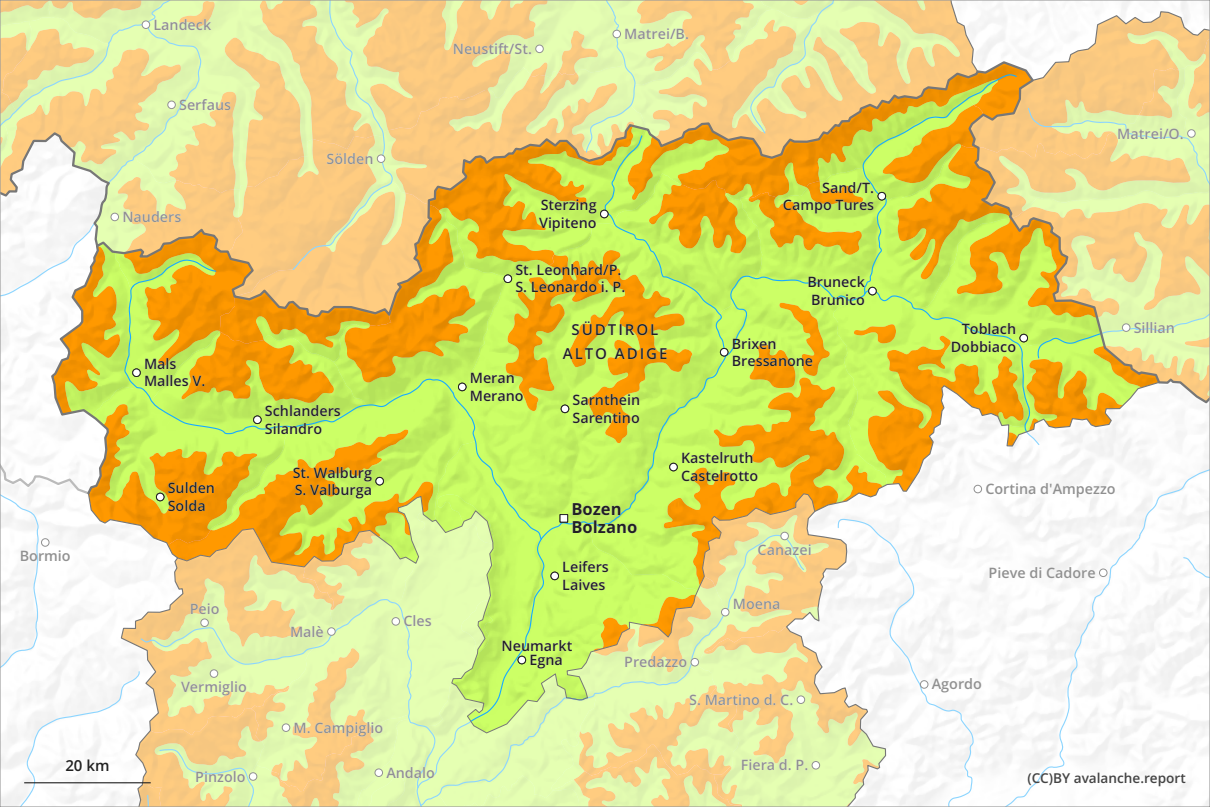 Landeck
Neustift/St.
Matrei/B.
Serfaus
Matrei/O.
Sölden
Sand/T.
Campo Tures
Sterzing
Vipiteno
Nauders
St. Leonhard/P.
S. Leonardo i. P.
Bruneck
Brunico
SÜDTIROL
ALTO ADIGE
Toblach
Dobbiaco
Sillian
Brixen
Bressanone
Mals
Malles V.
Meran
Merano
Sarnthein
Sarentino
Schlanders
Silandro
Kastelruth
Castelrotto
St. Walburg
S. Valburga
Sulden
Solda
Cortina d'Ampezzo
Bozen
Bolzano
Bormio
Canazei
Leifers
Laives
Pieve di Cadore
Peio
Moena
Malè
Cles
Neumarkt
Egna
Predazzo
Vermiglio
Agordo
S. Martino d. C.
M. Campiglio
Fiera d. P.
20 km
Pinzolo
Andalo
(CC)BY avalanche.report